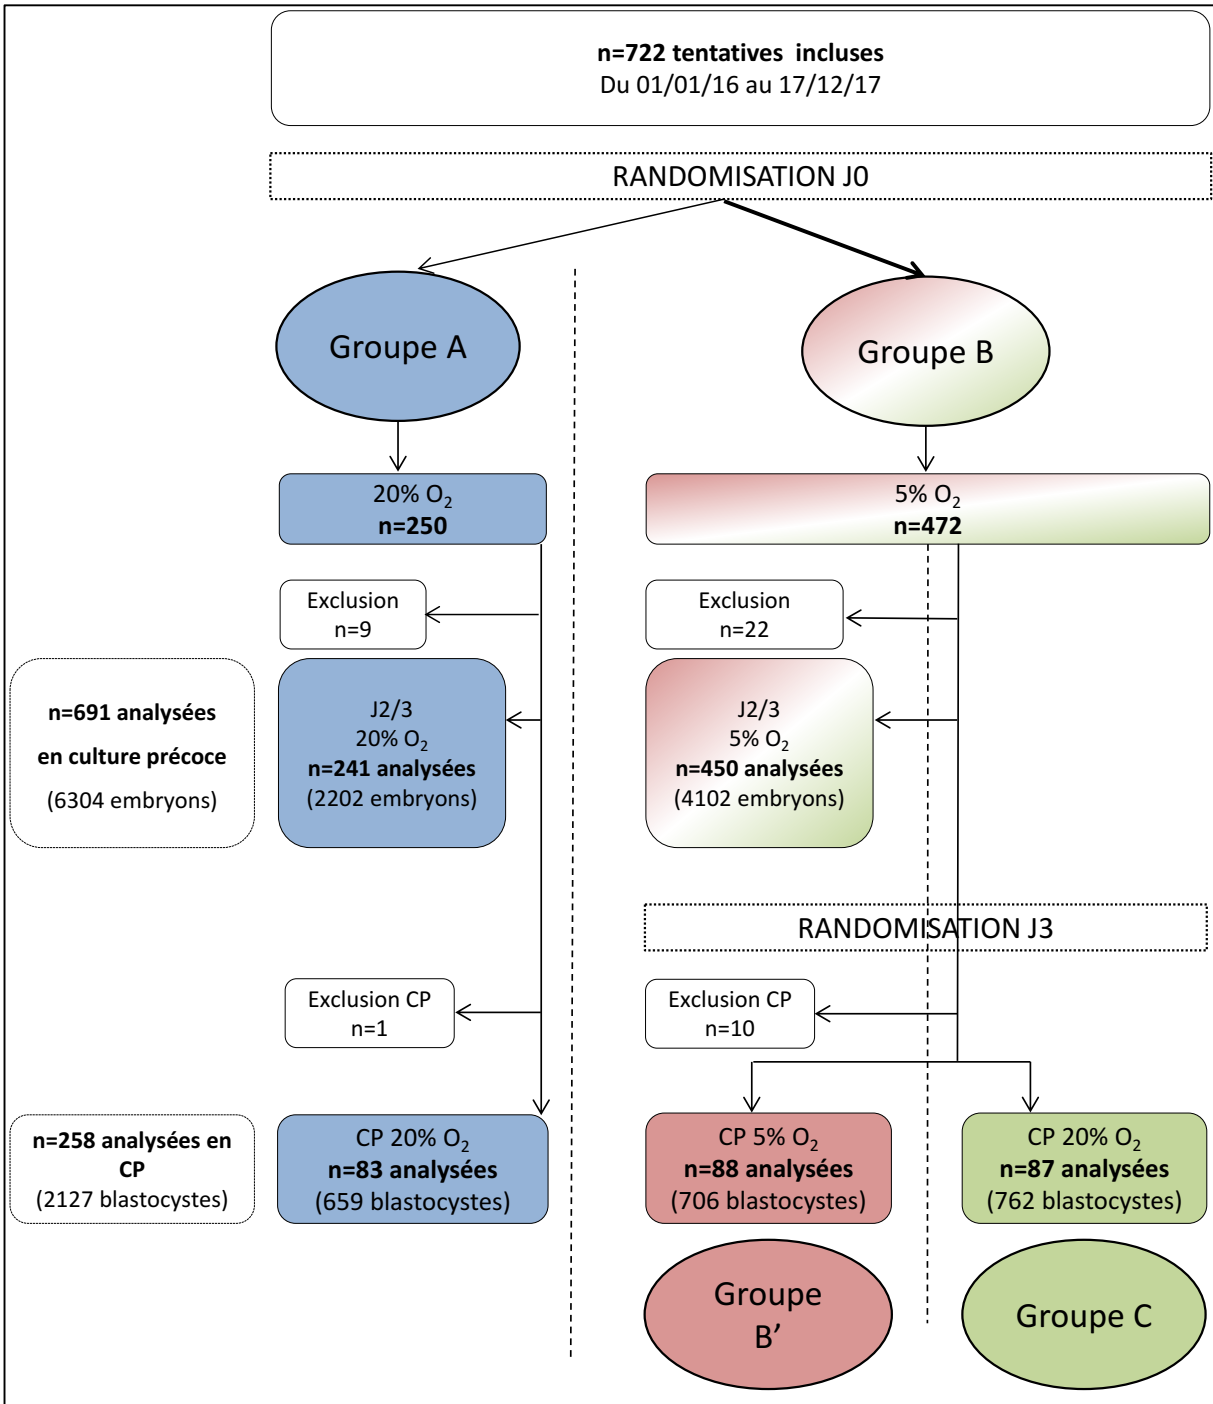 n=722 tentatives incluses
Du 01/01/16 au 17/12/17
RANDOMISATION J0
Groupe A
Groupe B
20% O₂
n=250
5% O₂
n=472
Exclusion
n=9
Exclusion
n=22
n=691 analysées
en culture précoce
(6304 embryons)
J2/3
20% O₂
n=241 analysées
(2202 embryons)
J2/3
5% O₂
n=450 analysées
(4102 embryons)
RANDOMISATION J3
Exclusion CP
n=1
Exclusion CP
n=10
n=258 analysées en
CP
(2127 blastocystes)
CP 20% O₂
n=83 analysées
(659 blastocystes)
CP 5% O₂
n=88 analysées
(706 blastocystes)
CP 20% O₂
n=87 analysées
(762 blastocystes)
Groupe
B’
Groupe C